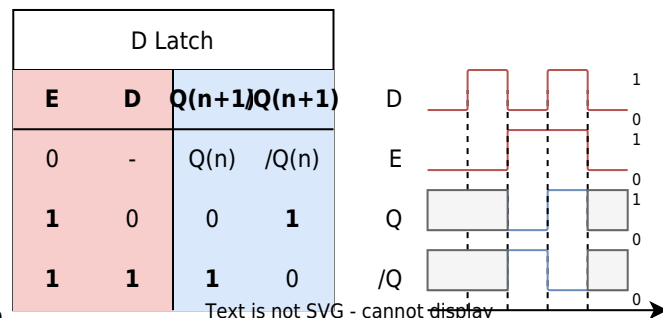 D Latch
E D Q(n+1) /Q(n+1)
0 - Q(n) /Q(n)
1 0 0 1
1 1 1 0
D 1
0
E 1
0
Q 1
0
/Q
0
Text is not SVG - cannot display